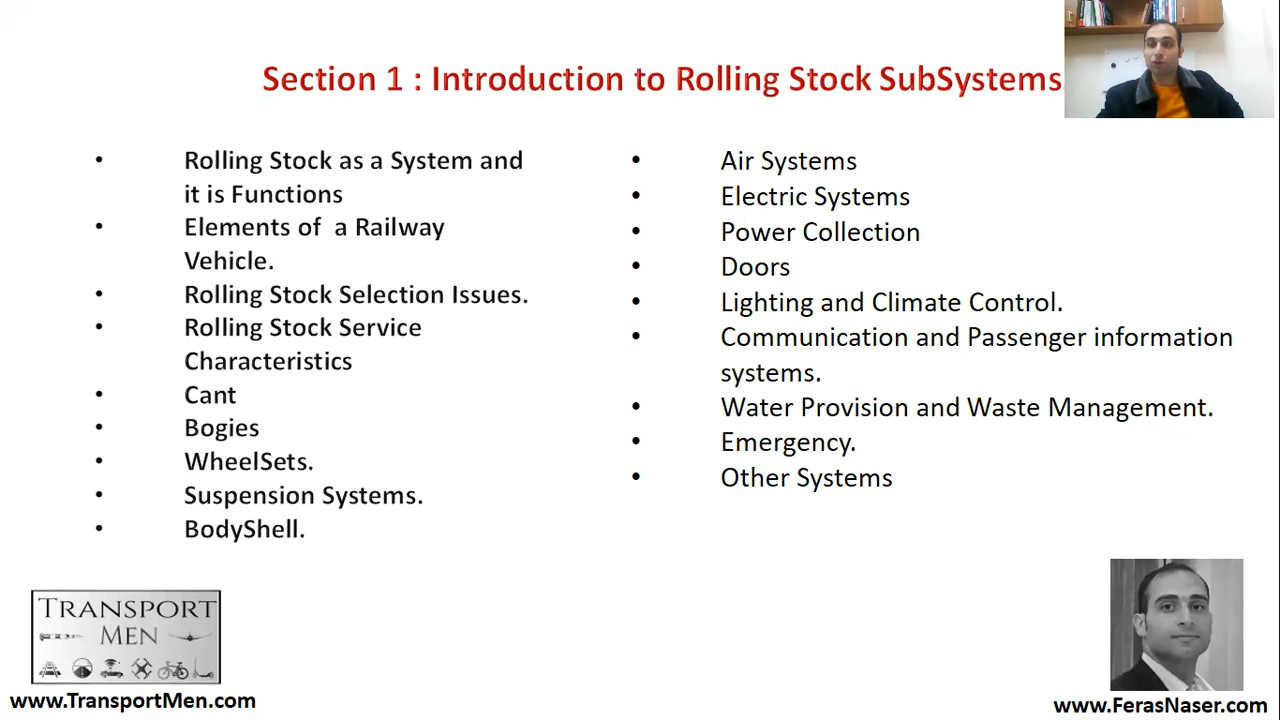 Section 1 : Introduction to Rolling Stock SubSystems
• Rolling Stock as a System and
it is Functions
• Elements of a Railway
Vehicle.
• Rolling Stock Selection Issues.
• Rolling Stock Service
Characteristics
• Cant
• Bogies
• WheelSets.
• Suspension Systems.
• BodyShell.
• Air Systems
• Electric Systems
• Power Collection
• Doors
• Lighting and Climate Control.
• Communication and Passenger information
systems.
• Water Provision and Waste Management.
• Emergency.
• Other Systems
TRANSPORT
MEN
www.TransportMen.com
www.FerasNaser.com